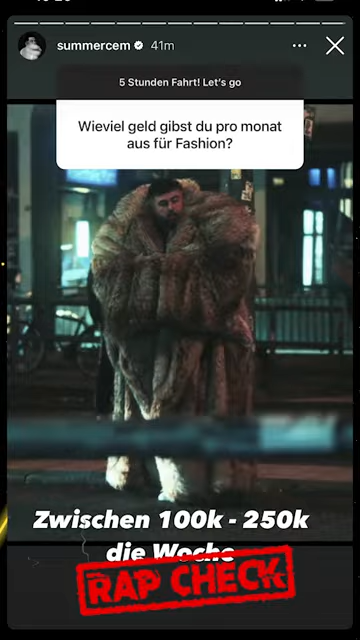 summercem 41m
5 Stunden Fahrt! Let's go
Wieviel geld gibst du pro monat
aus für Fashion?
Zwischen 100k - 250k
die Woche
RAP CHECK